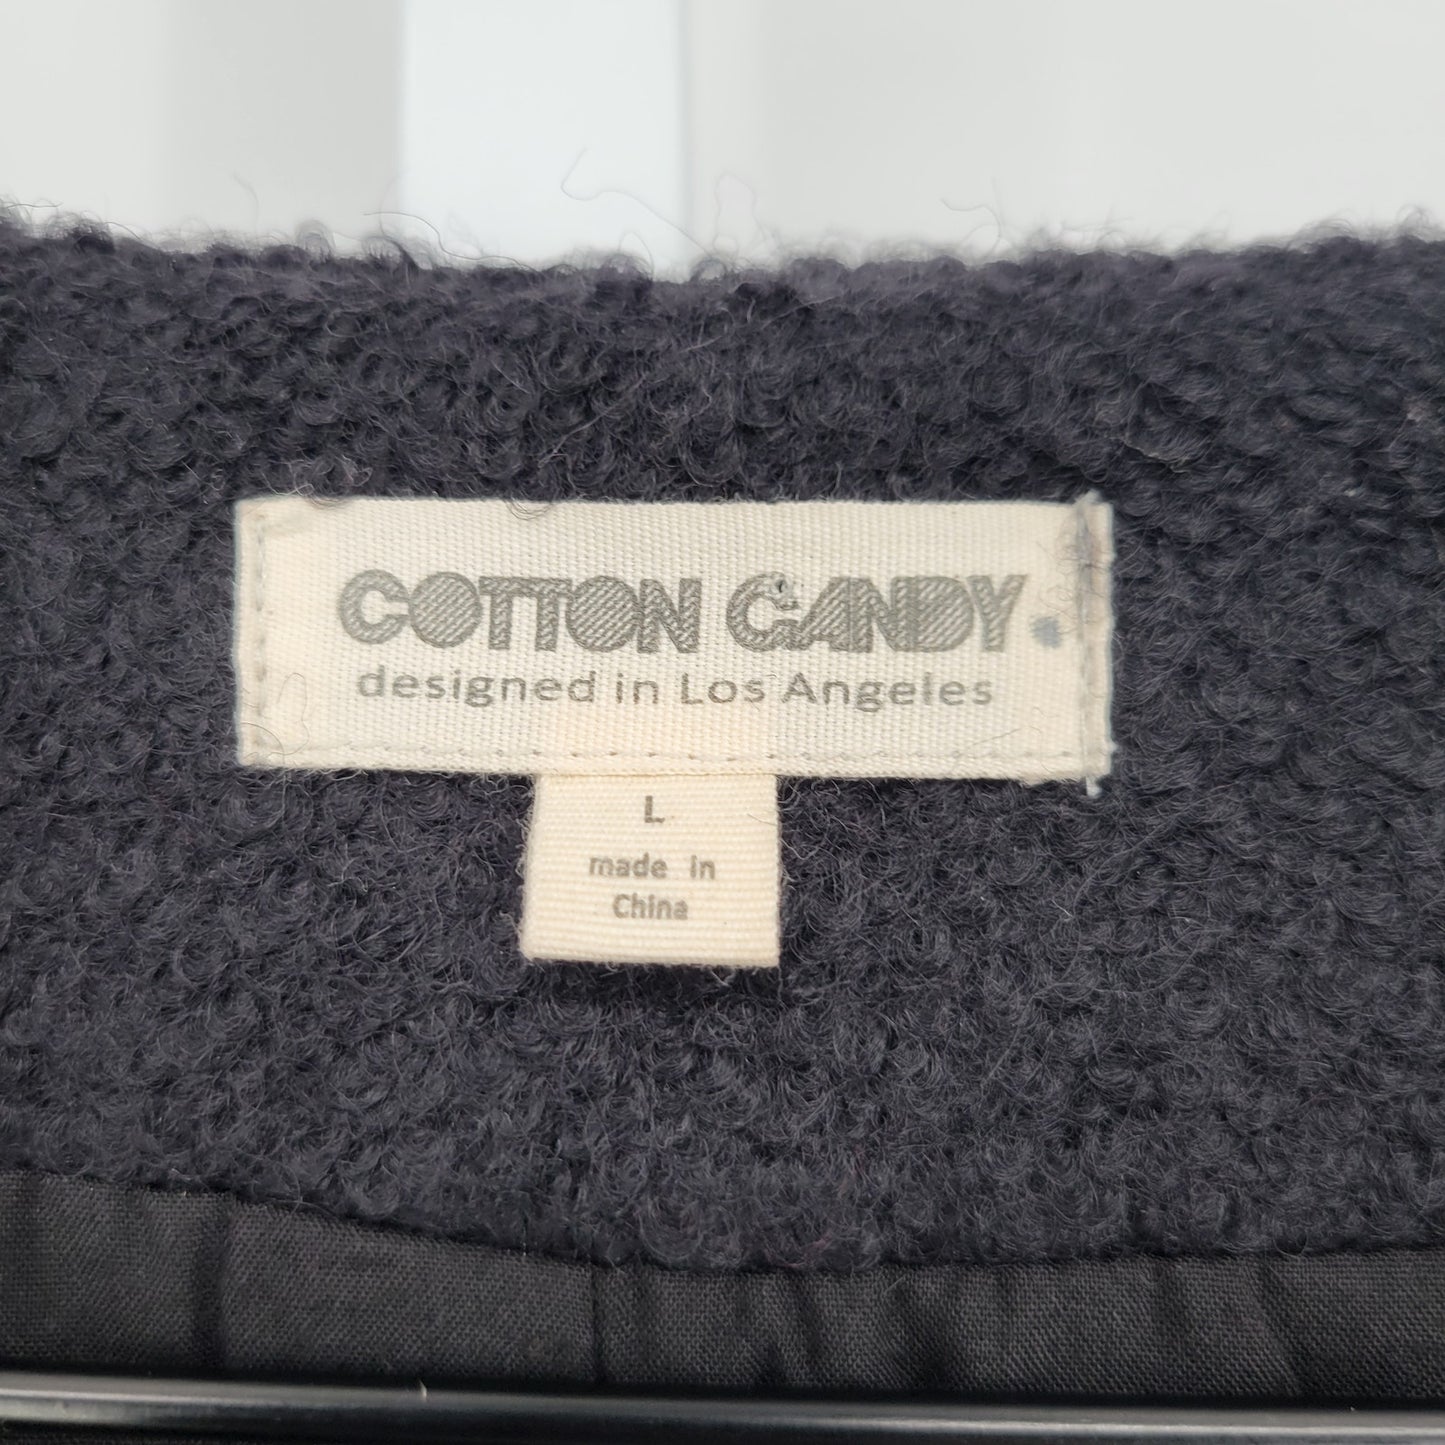 COTTON CANDY
designed in Los Angeles
L
made in
China